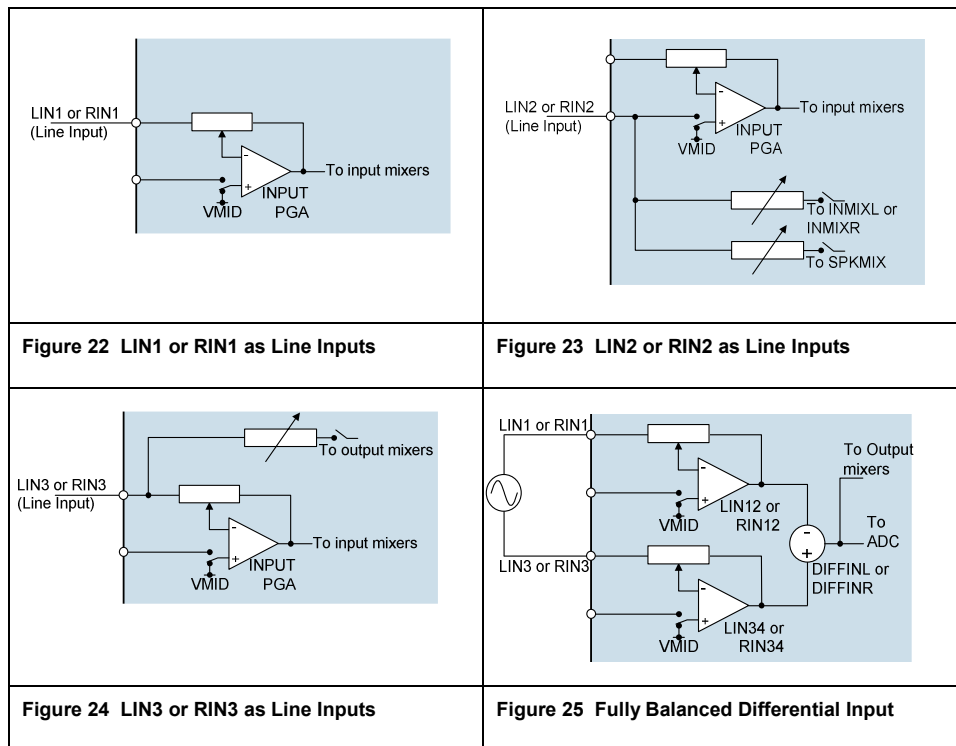 LIN1 or RIN1
(Line Input)
-
+
To input mixers
INPUT
PGA
VMID
Figure 22 LIN1 or RIN1 as Line Inputs
LIN2 or RIN2
(Line Input)
-
+
To input mixers
INPUT
PGA
VMID
To INMIXL or
INMIXR
To SPKMIX
Figure 23 LIN2 or RIN2 as Line Inputs
To output mixers
LIN3 or RIN3
(Line Input)
-
+
To input mixers
INPUT
PGA
VMID
Figure 24 LIN3 or RIN3 as Line Inputs
LIN1 or RIN1
-
+
VMID
LIN12 or
RIN12
To Output
mixers
-
+
To
ADC
DIFFINL or
DIFFINR
LIN3 or RIN3
-
+
VMID
LIN34 or
RIN34
Figure 25 Fully Balanced Differential Input